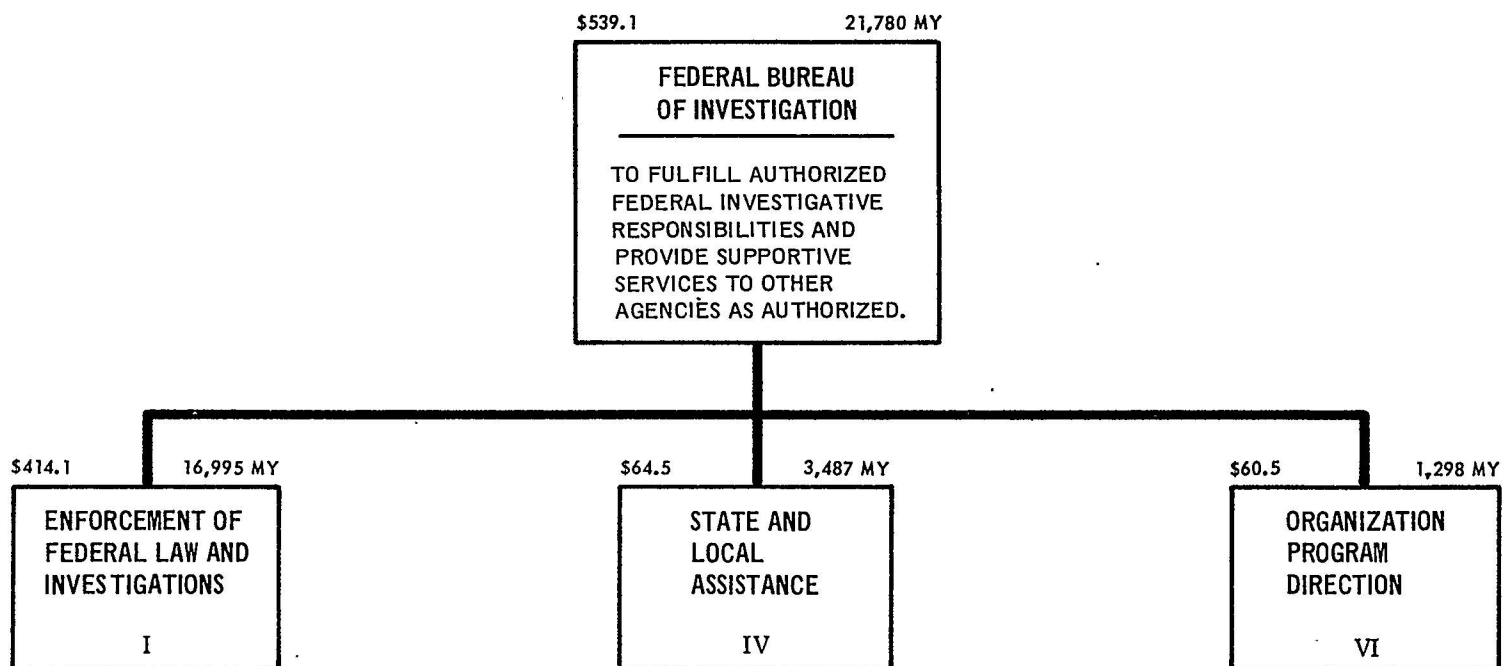 $539.1 21,780 MY
FEDERAL BUREAU
OF INVESTIGATION
TO FULFILL AUTHORIZED
FEDERAL INVESTIGATIVE
RESPONSIBILITIES AND
PROVIDE SUPPORTIVE
SERVICES TO OTHER
AGENCIES AS AUTHORIZED.
$414.1 16,995 MY
ENFORCEMENT OF
FEDERAL LAW AND
INVESTIGATIONS
I
$64.5 3,487 MY
STATE AND
LOCAL
ASSISTANCE
IV
$60.5 1,298 MY
ORGANIZATION
PROGRAM
DIRECTION
VI